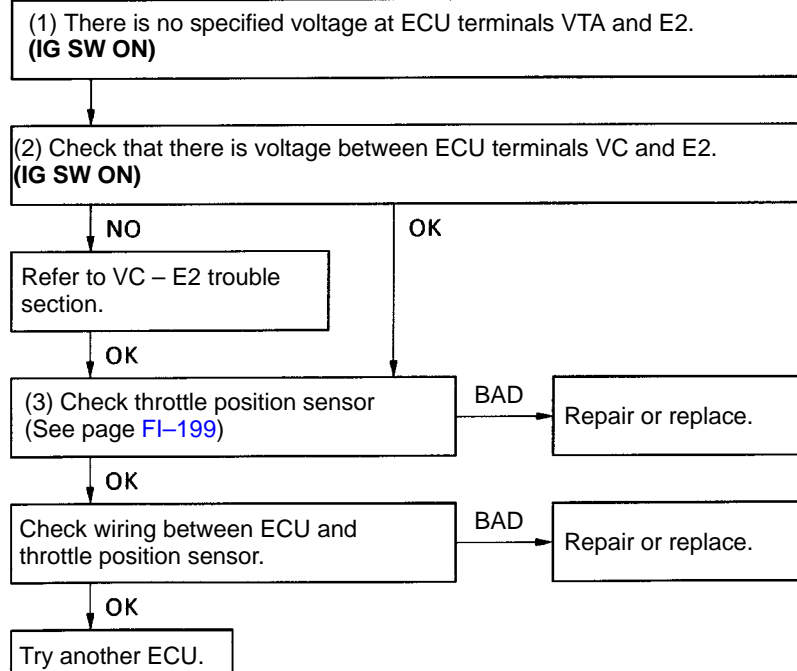 (1) There is no specified voltage at ECU terminals VTA and E2.
(IG SW ON)
(2) Check that there is voltage between ECU terminals VC and E2.
(IG SW ON)
NO
OK
Refer to VC – E2 trouble
section.
OK
(3) Check throttle position sensor
(See page FI–199)
BAD
Repair or replace.
OK
Check wiring between ECU and
throttle position sensor.
BAD
Repair or replace.
OK
Try another ECU.